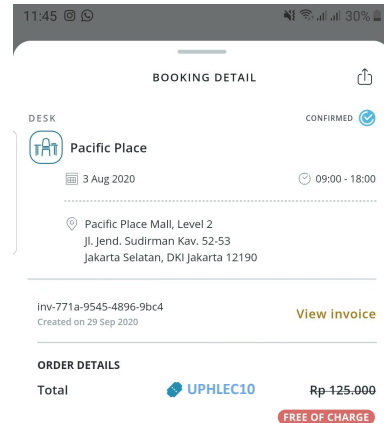 11:45 30%
BOOKING DETAIL
DESK CONFIRMED
Pacific Place
3 Aug 2020 09:00 - 18:00
Pacific Place Mall, Level 2
Jl. Jend. Sudirman Kav. 52-53
Jakarta Selatan, DKI Jakarta 12190
inv-771a-9545-4896-9bc4 View invoice
Created on 29 Sep 2020
ORDER DETAILS
Total UPHLEC10 Rp 125.000
FREE OF CHARGE